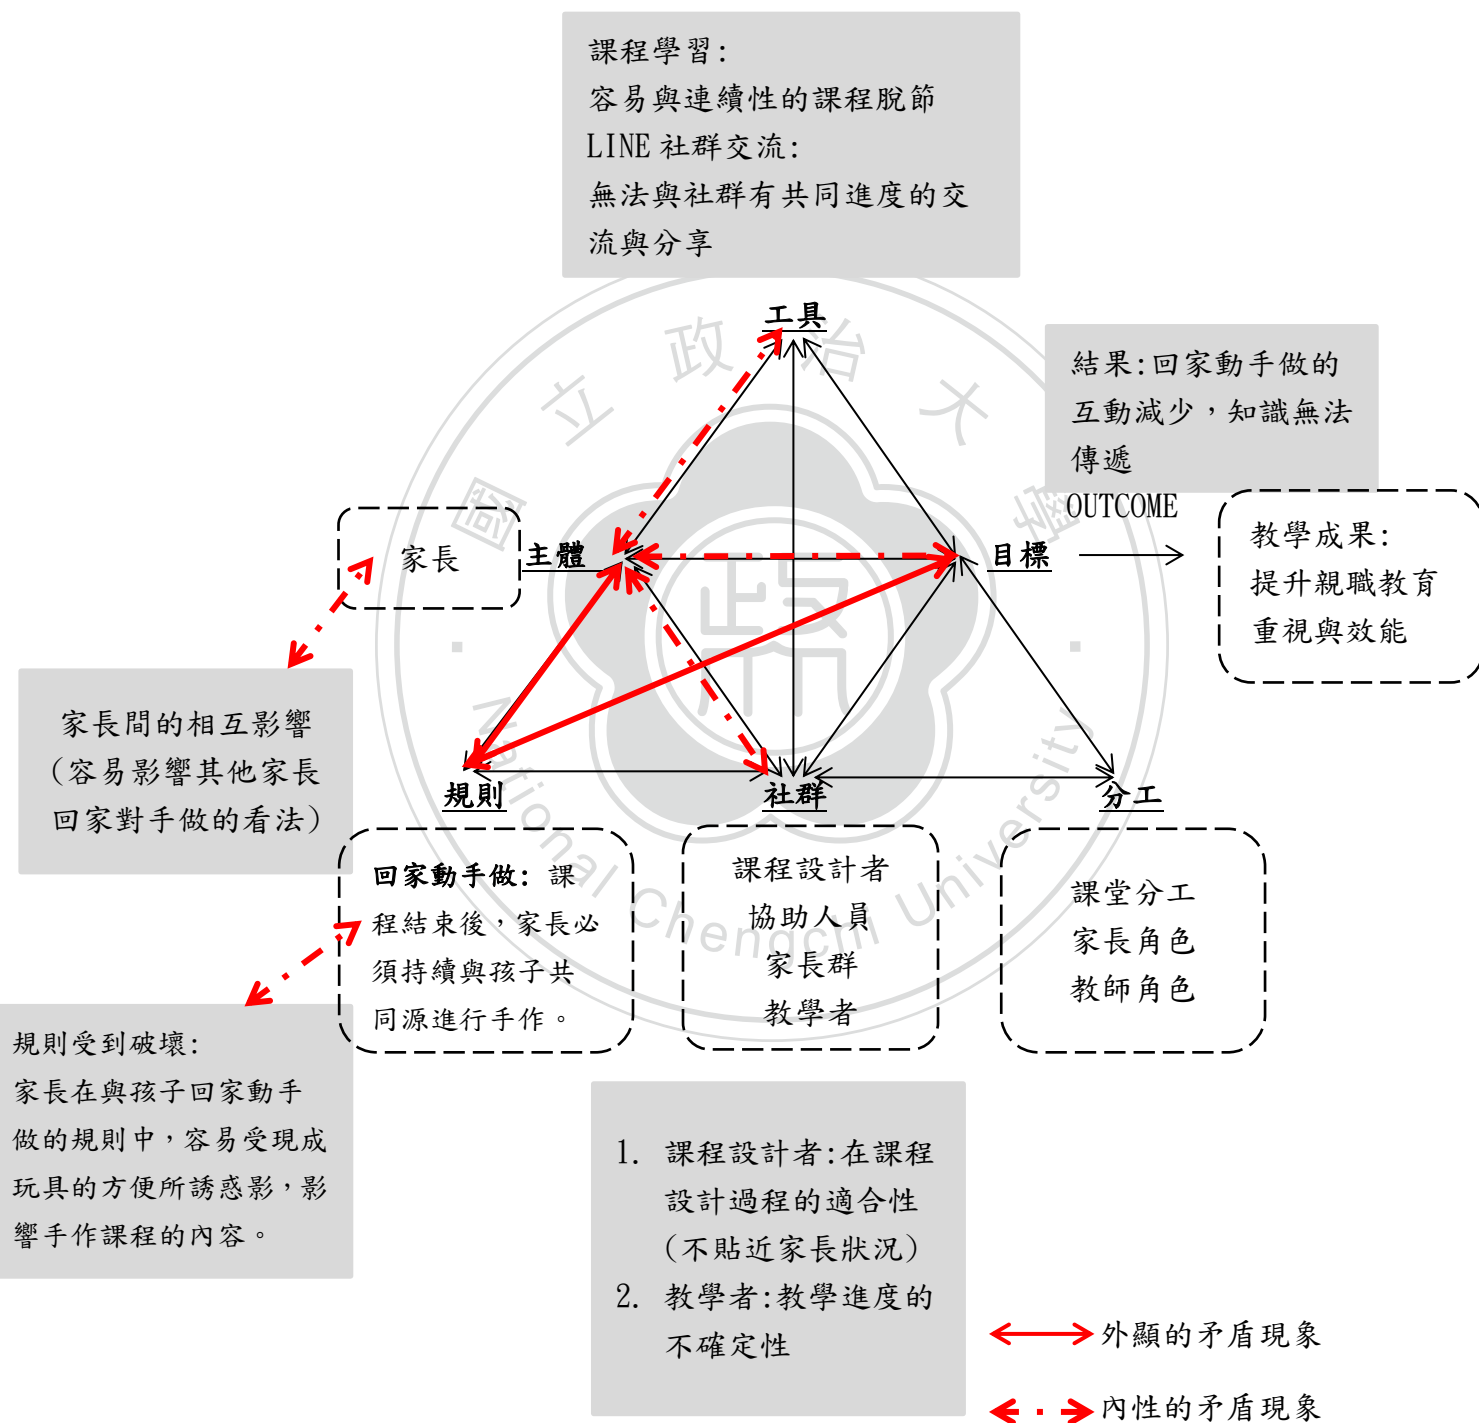 課程學習:
容易與連續性的課程脫節
LINE 社群交流:
無法與社群有共同進度的交
流與分享
工具
結果:回家動手做的
互動減少，知識無法
傳遞
OUTCOME
家長
主體
目標
教學成果:
提升親職教育
重視與效能
家長間的相互影響
(容易影響其他家長
回家對手做的看法)
規則
社群
分工
回家動手做: 課
程結束後，家長必
須持續與孩子共
同源進行手作。
課程設計者
協助人員
家長群
教學者
課堂分工
家長角色
教師角色
規則受到破壞:
家長在與孩子回家動手
做的規則中，容易受現成
玩具的方便所誘惑影，影
響手作課程的內容。
1. 課程設計者:在課程
設計過程的適合性
(不貼近家長狀況)
2. 教學者:教學進度的
不確定性
外顯的矛盾現象
內性的矛盾現象
國立政治大學
National Chengchi University